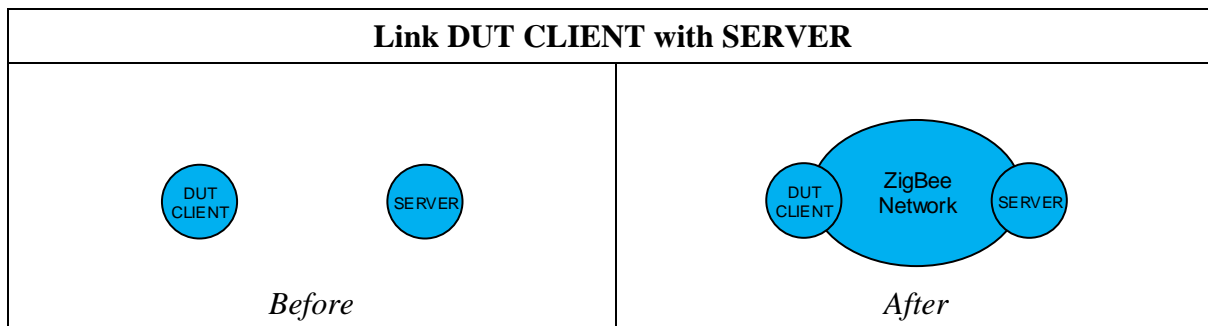 Link DUT CLIENT with SERVER
DUT
CLIENT
SERVER
Before
DUT
CLIENT
ZigBee
Network
SERVER
After